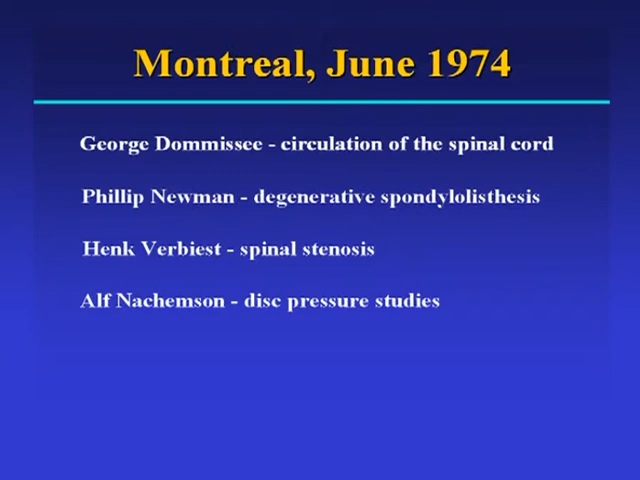 Montreal, June 1974
George Dommissee - circulation of the spinal cord
Phillip Newman - degenerative spondylolisthesis
Henk Verbiest - spinal stenosis
Alf Nachemson - disc pressure studies